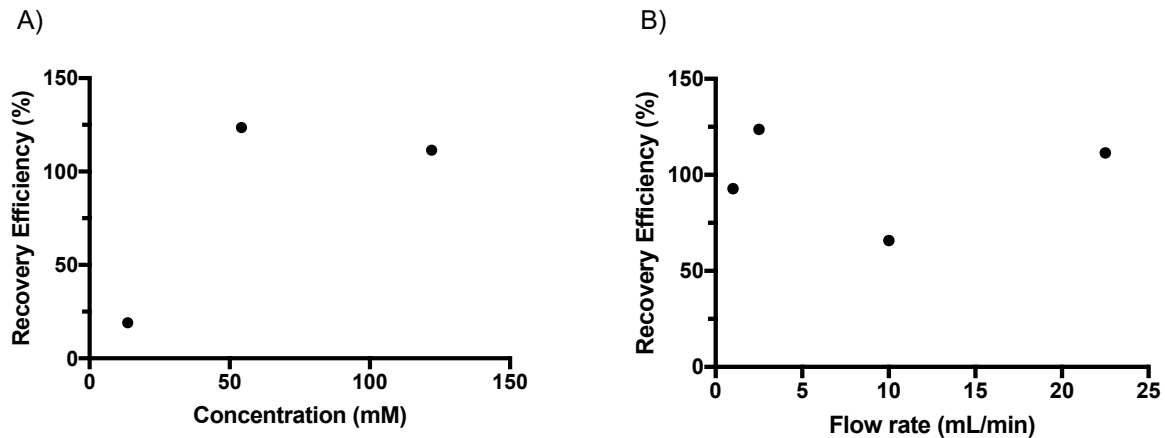 A)
Recovery Efficiency (%)
150
100
50
0
0 50 100 150
Concentration (mM)
B)
Recovery Efficiency (%)
150
100
50
0
0 5 10 15 20 25
Flow rate (mL/min)